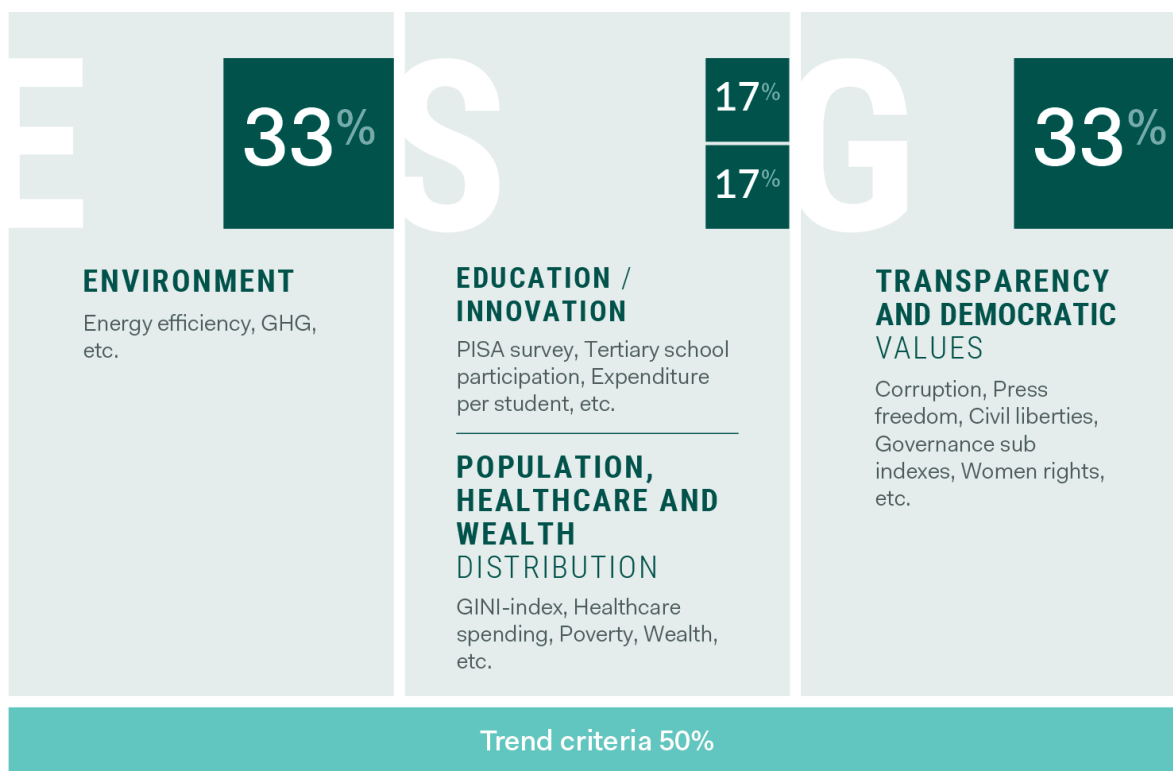 E
33%
ENVIRONMENT
Energy efficiency, GHG,
etc.
S
17%
17%
EDUCATION /
INNOVATION
PISA survey, Tertiary school
participation, Expenditure
per student, etc.
POPULATION,
HEALTHCARE AND
WEALTH
DISTRIBUTION
GINI-index, Healthcare
spending, Poverty, Wealth,
etc.
G
33%
TRANSPARENCY
AND DEMOCRATIC
VALUES
Corruption, Press
freedom, Civil liberties,
Governance sub
indexes, Women rights,
etc.
Trend criteria 50%